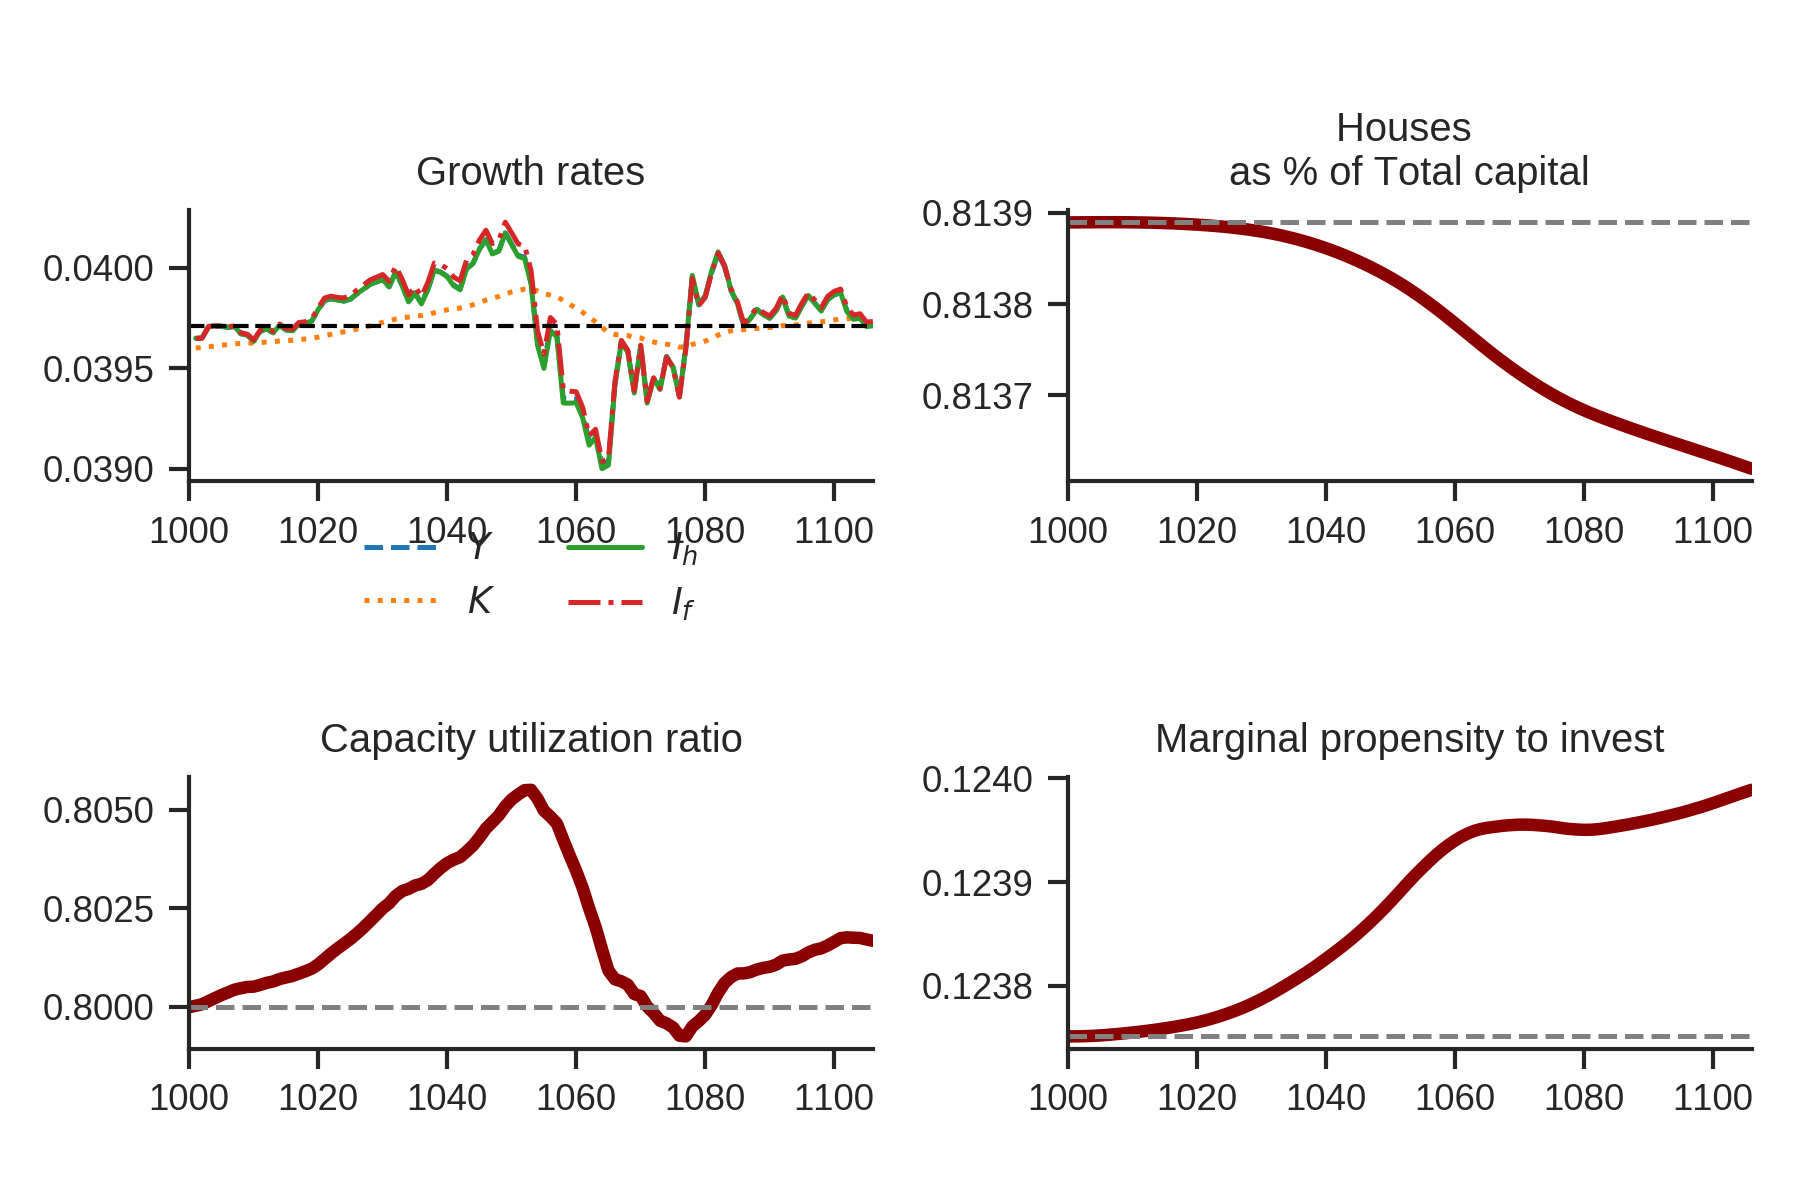 Growth rates
0.0400
0.0395
0.0390
1000 1020 1040 1060 1080 1100
Y I_h
K I_f
Houses
as % of Total capital
0.8139
0.8138
0.8137
1000 1020 1040 1060 1080 1100
Capacity utilization ratio
0.8050
0.8025
0.8000
1000 1020 1040 1060 1080 1100
Marginal propensity to invest
0.1240
0.1239
0.1238
1000 1020 1040 1060 1080 1100